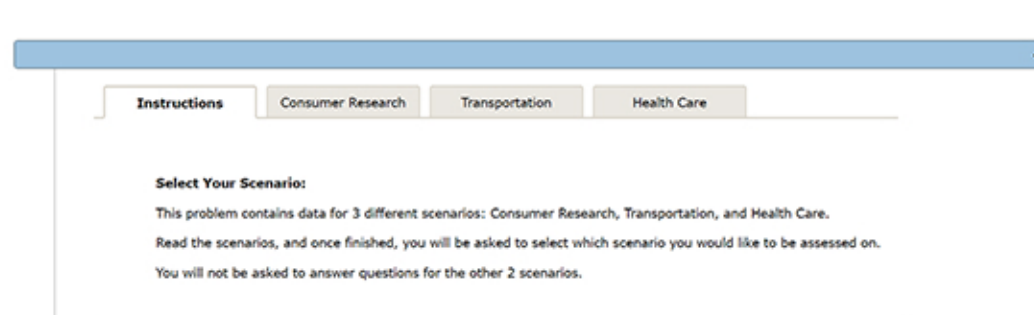 Instructions Consumer Research Transportation Health Care
Select Your Scenario:
This problem contains data for 3 different scenarios: Consumer Research, Transportation, and Health Care.
Read the scenarios, and once finished, you will be asked to select which scenario you would like to be assessed on.
You will not be asked to answer questions for the other 2 scenarios.